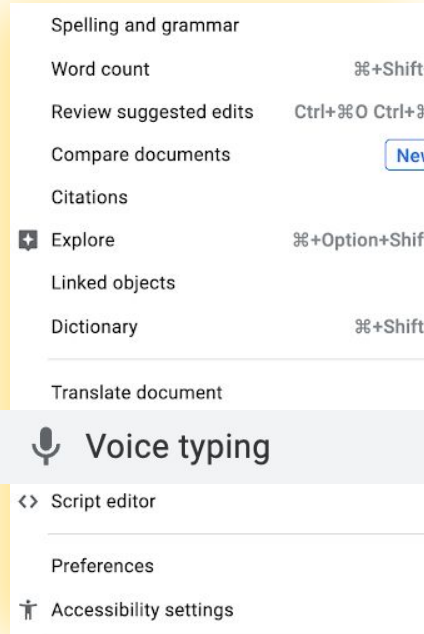 Spelling and grammar
Word count ⌘+Shift
Review suggested edits Ctrl+⌘O Ctrl+⌘
Compare documents New
Citations
Explore ⌘+Option+Shif
Linked objects
Dictionary ⌘+Shift
Translate document
Voice typing
Script editor
Preferences
Accessibility settings